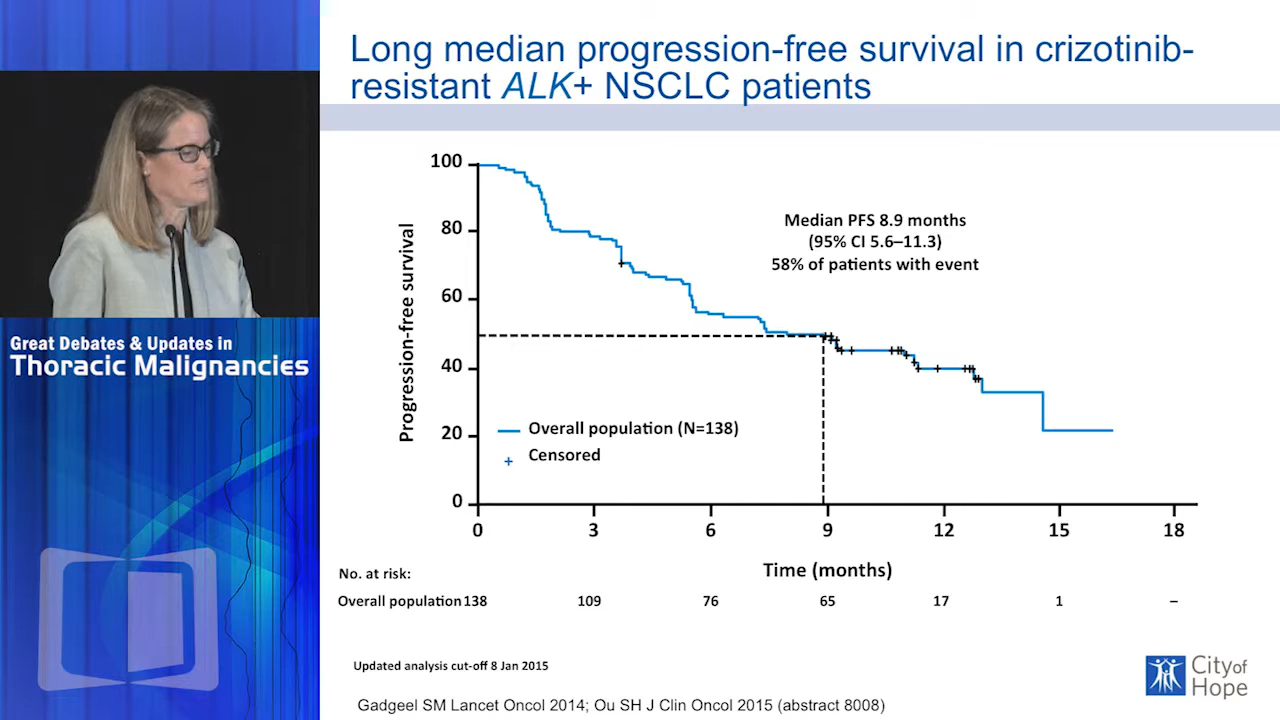 Long median progression-free survival in crizotinib-
resistant ALK+ NSCLC patients
Great Debates & Updates in
Thoracic Malignancies
Progression-free survival
100
80
60
40
20
0
Median PFS 8.9 months
(95% CI 5.6–11.3)
58% of patients with event
Overall population (N=138)
Censored
0 3 6 9 12 15 18
Time (months)
No. at risk:
Overall population 138 109 76 65 17 1 –
Updated analysis cut-off 8 Jan 2015
Gadgeel SM Lancet Oncol 2014; Ou SH J Clin Oncol 2015 (abstract 8008)
City of
Hope